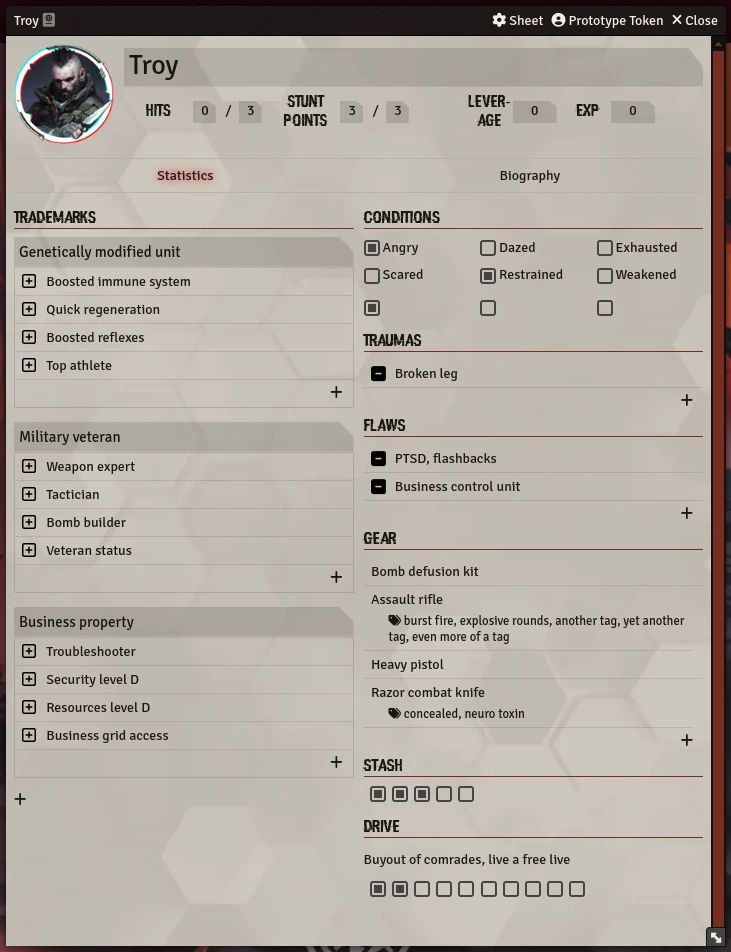 Troy
Sheet Prototype Token Close
Troy
HITS 0 / 3 STUNT POINTS 3 / 3 LEVER-AGE 0 EXP 0
Statistics Biography
TRADEMARKS
Genetically modified unit
Boosted immune system
Quick regeneration
Boosted reflexes
Top athlete
+
Military veteran
Weapon expert
Tactician
Bomb builder
Veteran status
+
Business property
Troubleshooter
Security level D
Resources level D
Business grid access
+
+
CONDITIONS
Angry Dazed Exhausted
Scared Restrained Weakened
TRAUMAS
Broken leg
+
FLAWS
PTSD, flashbacks
Business control unit
+
GEAR
Bomb defusion kit
Assault rifle
burst fire, explosive rounds, another tag, yet another
tag, even more of a tag
Heavy pistol
Razor combat knife
concealed, neuro toxin
+
STASH
DRIVE
Buyout of comrades, live a free live